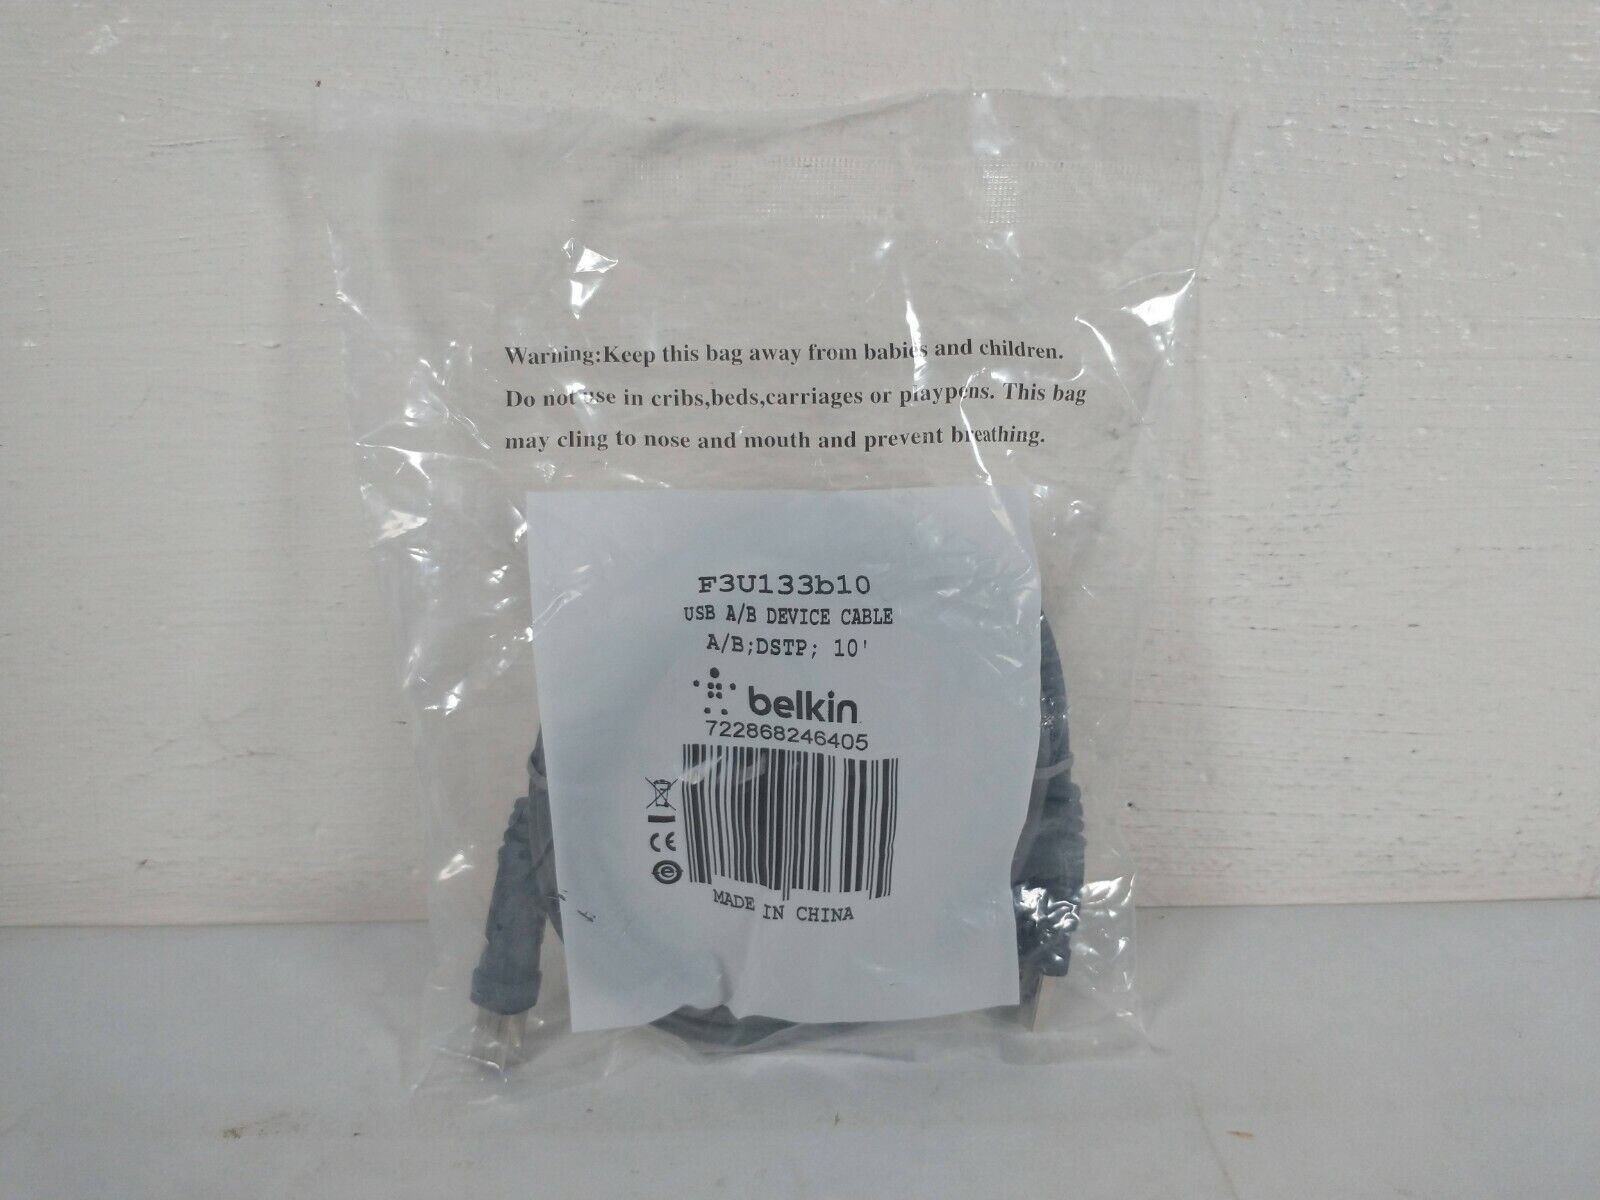 Warning:Keep this bag away from babies and children.
Do not use in cribs,beds,carriages or playpens. This bag
may cling to nose and mouth and prevent breathing.
F3U133b10
USB A/B DEVICE CABLE
A/B;DSTP; 10'
belkin
722868246405
CE
e
MADE IN CHINA